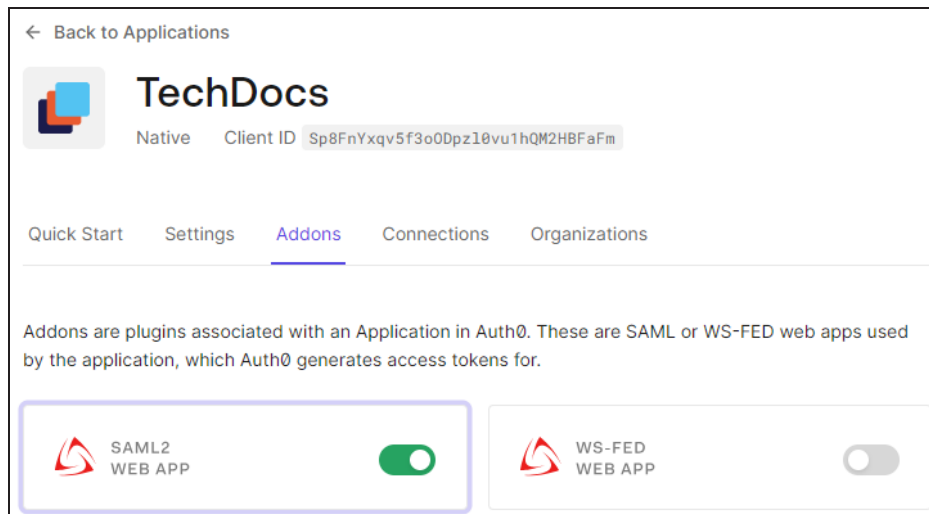 ← Back to Applications
TechDocs
Native Client ID Sp8FnYxqv5f3oODpzl0vu1hQM2HBFaFm
Quick Start Settings Addons Connections Organizations
Addons are plugins associated with an Application in Auth0. These are SAML or WS-FED web apps used
by the application, which Auth0 generates access tokens for.
SAML2
WEB APP
WS-FED
WEB APP